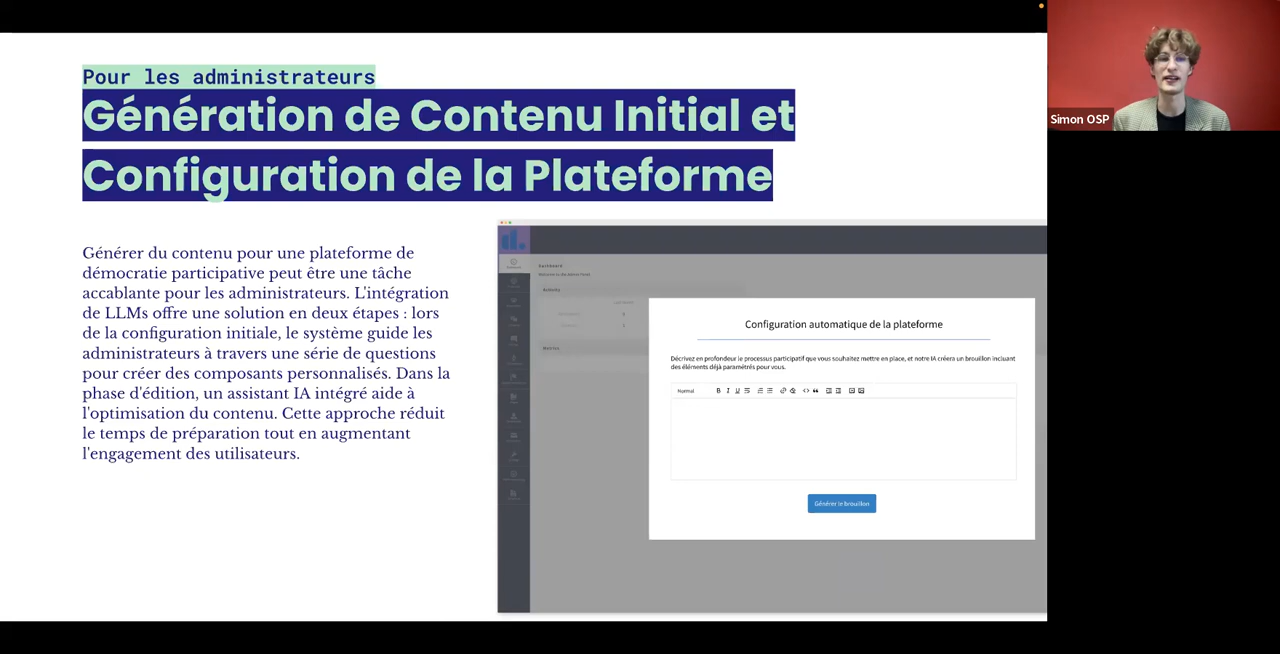 Pour les administrateurs
Génération de Contenu Initial et
Configuration de la Plateforme
Simon OSP
Générer du contenu pour une plateforme de
démocratie participative peut être une tâche
accablante pour les administrateurs. L'intégration
de LLMs offre une solution en deux étapes : lors
de la configuration initiale, le système guide les
administrateurs à travers une série de questions
pour créer des composants personnalisés. Dans la
phase d'édition, un assistant IA intégré aide à
l'optimisation du contenu. Cette approche réduit
le temps de préparation tout en augmentant
l'engagement des utilisateurs.
Dashboard
Activity
Configuration automatique de la plateforme
Décrivez en profondeur le processus participatif que vous souhaitez mettre en place, et notre IA créera un brouillon incluant
des éléments déjà paramétrés pour vous.
Normal
Générer le brouillon